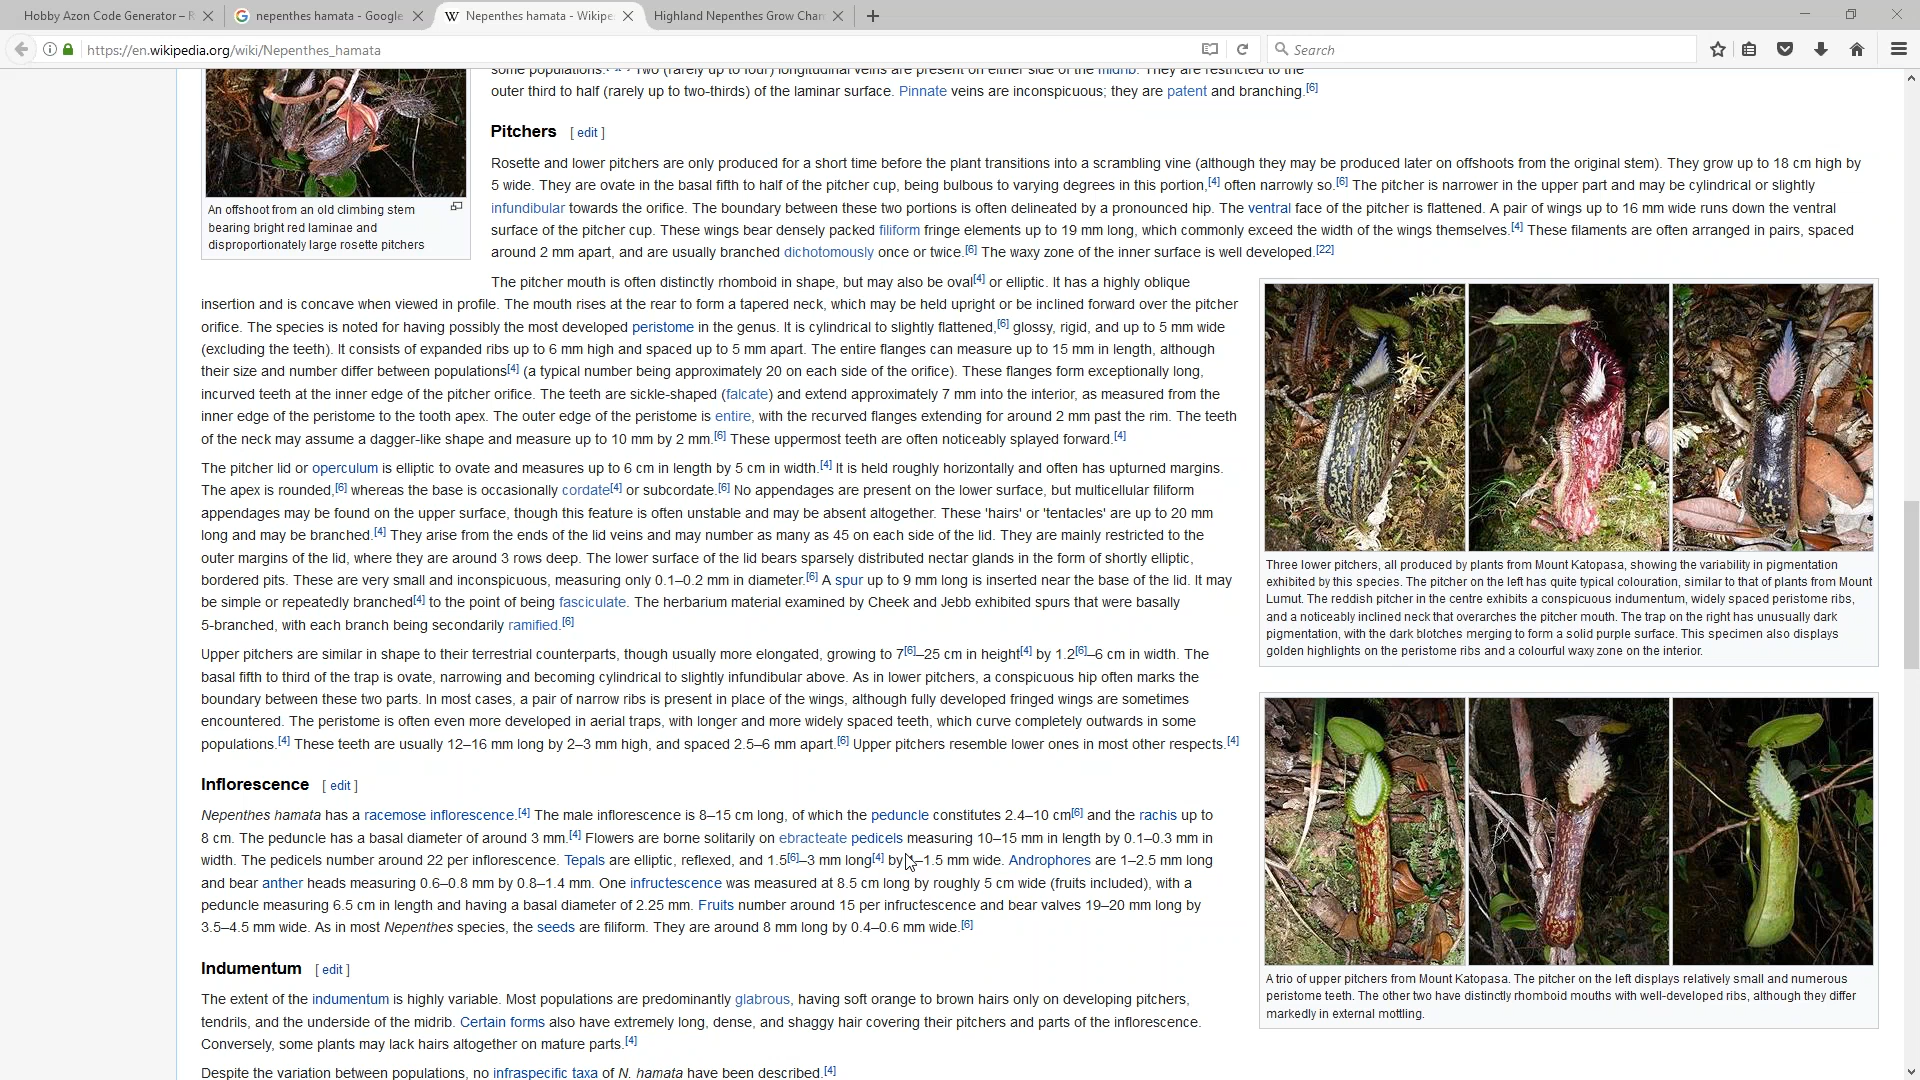 Hobby Azon Code Generator – R
nepenthes hamata - Google
Nepenthes hamata - Wikipe
Highland Nepenthes Grow Cham
https://en.wikipedia.org/wiki/Nepenthes_hamata
Search
some populations. Two (rarely up to four) longitudinal veins are present on either side of the midrib. They are restricted to the
outer third to half (rarely up to two-thirds) of the laminar surface. Pinnate veins are inconspicuous; they are patent and branching.[6]
An offshoot from an old climbing stem
bearing bright red laminae and
disproportionately large rosette pitchers
Pitchers [ edit ]
Rosette and lower pitchers are only produced for a short time before the plant transitions into a scrambling vine (although they may be produced later on offshoots from the original stem). They grow up to 18 cm high by
5 wide. They are ovate in the basal fifth to half of the pitcher cup, being bulbous to varying degrees in this portion,[4] often narrowly so.[6] The pitcher is narrower in the upper part and may be cylindrical or slightly
infundibular towards the orifice. The boundary between these two portions is often delineated by a pronounced hip. The ventral face of the pitcher is flattened. A pair of wings up to 16 mm wide runs down the ventral
surface of the pitcher cup. These wings bear densely packed filiform fringe elements up to 19 mm long, which commonly exceed the width of the wings themselves.[4] These filaments are often arranged in pairs, spaced
around 2 mm apart, and are usually branched dichotomously once or twice.[6] The waxy zone of the inner surface is well developed.[22]
The pitcher mouth is often distinctly rhomboid in shape, but may also be oval[4] or elliptic. It has a highly oblique
insertion and is concave when viewed in profile. The mouth rises at the rear to form a tapered neck, which may be held upright or be inclined forward over the pitcher
orifice. The species is noted for having possibly the most developed peristome in the genus. It is cylindrical to slightly flattened,[6] glossy, rigid, and up to 5 mm wide
(excluding the teeth). It consists of expanded ribs up to 6 mm high and spaced up to 5 mm apart. The entire flanges can measure up to 15 mm in length, although
their size and number differ between populations[4] (a typical number being approximately 20 on each side of the orifice). These flanges form exceptionally long,
incurved teeth at the inner edge of the pitcher orifice. The teeth are sickle-shaped (falcate) and extend approximately 7 mm into the interior, as measured from the
inner edge of the peristome to the tooth apex. The outer edge of the peristome is entire, with the recurved flanges extending for around 2 mm past the rim. The teeth
of the neck may assume a dagger-like shape and measure up to 10 mm by 2 mm.[6] These uppermost teeth are often noticeably splayed forward.[4]
The pitcher lid or operculum is elliptic to ovate and measures up to 6 cm in length by 5 cm in width.[4] It is held roughly horizontally and often has upturned margins.
The apex is rounded,[6] whereas the base is occasionally cordate[4] or subcordate.[6] No appendages are present on the lower surface, but multicellular filiform
appendages may be found on the upper surface, though this feature is often unstable and may be absent altogether. These 'hairs' or 'tentacles' are up to 20 mm
long and may be branched.[4] They arise from the ends of the lid veins and may number as many as 45 on each side of the lid. They are mainly restricted to the
outer margins of the lid, where they are around 3 rows deep. The lower surface of the lid bears sparsely distributed nectar glands in the form of shortly elliptic,
bordered pits. These are very small and inconspicuous, measuring only 0.1–0.2 mm in diameter.[6] A spur up to 9 mm long is inserted near the base of the lid. It may
be simple or repeatedly branched[4] to the point of being fasciculate. The herbarium material examined by Cheek and Jebb exhibited spurs that were basally
5-branched, with each branch being secondarily ramified.[6]
Upper pitchers are similar in shape to their terrestrial counterparts, though usually more elongated, growing to 7[6]–25 cm in height[4] by 1.2[6]–6 cm in width. The
basal fifth to third of the trap is ovate, narrowing and becoming cylindrical to slightly infundibular above. As in lower pitchers, a conspicuous hip often marks the
boundary between these two parts. In most cases, a pair of narrow ribs is present in place of the wings, although fully developed fringed wings are sometimes
encountered. The peristome is often even more developed in aerial traps, with longer and more widely spaced teeth, which curve completely outwards in some
populations.[4] These teeth are usually 12–16 mm long by 2–3 mm high, and spaced 2.5–6 mm apart.[6] Upper pitchers resemble lower ones in most other respects.[4]
Three lower pitchers, all produced by plants from Mount Katopasa, showing the variability in pigmentation
exhibited by this species. The pitcher on the left has quite typical colouration, similar to that of plants from Mount
Lumut. The reddish pitcher in the centre exhibits a conspicuous indumentum, widely spaced peristome ribs,
and a noticeably inclined neck that overarches the pitcher mouth. The trap on the right has unusually dark
pigmentation, with the dark blotches merging to form a solid purple surface. This specimen also displays
golden highlights on the peristome ribs and a colourful waxy zone on the interior.
Inflorescence [ edit ]
Nepenthes hamata has a racemose inflorescence.[4] The male inflorescence is 8–15 cm long, of which the peduncle constitutes 2.4–10 cm[6] and the rachis up to
8 cm. The peduncle has a basal diameter of around 3 mm.[4] Flowers are borne solitarily on ebracteate pedicels measuring 10–15 mm in length by 0.1–0.3 mm in
width. The pedicels number around 22 per inflorescence. Tepals are elliptic, reflexed, and 1.5[6]–3 mm long[4] by –1.5 mm wide. Androphores are 1–2.5 mm long
and bear anther heads measuring 0.6–0.8 mm by 0.8–1.4 mm. One infructescence was measured at 8.5 cm long by roughly 5 cm wide (fruits included), with a
peduncle measuring 6.5 cm in length and having a basal diameter of 2.25 mm. Fruits number around 15 per infructescence and bear valves 19–20 mm long by
3.5–4.5 mm wide. As in most Nepenthes species, the seeds are filiform. They are around 8 mm long by 0.4–0.6 mm wide.[6]
Indumentum [ edit ]
The extent of the indumentum is highly variable. Most populations are predominantly glabrous, having soft orange to brown hairs only on developing pitchers,
tendrils, and the underside of the midrib. Certain forms also have extremely long, dense, and shaggy hair covering their pitchers and parts of the inflorescence.
Conversely, some plants may lack hairs altogether on mature parts.[4]
Despite the variation between populations, no infraspecific taxa of N. hamata have been described.[4]
A trio of upper pitchers from Mount Katopasa. The pitcher on the left displays relatively small and numerous
peristome teeth. The other two have distinctly rhomboid mouths with well-developed ribs, although they differ
markedly in external mottling.